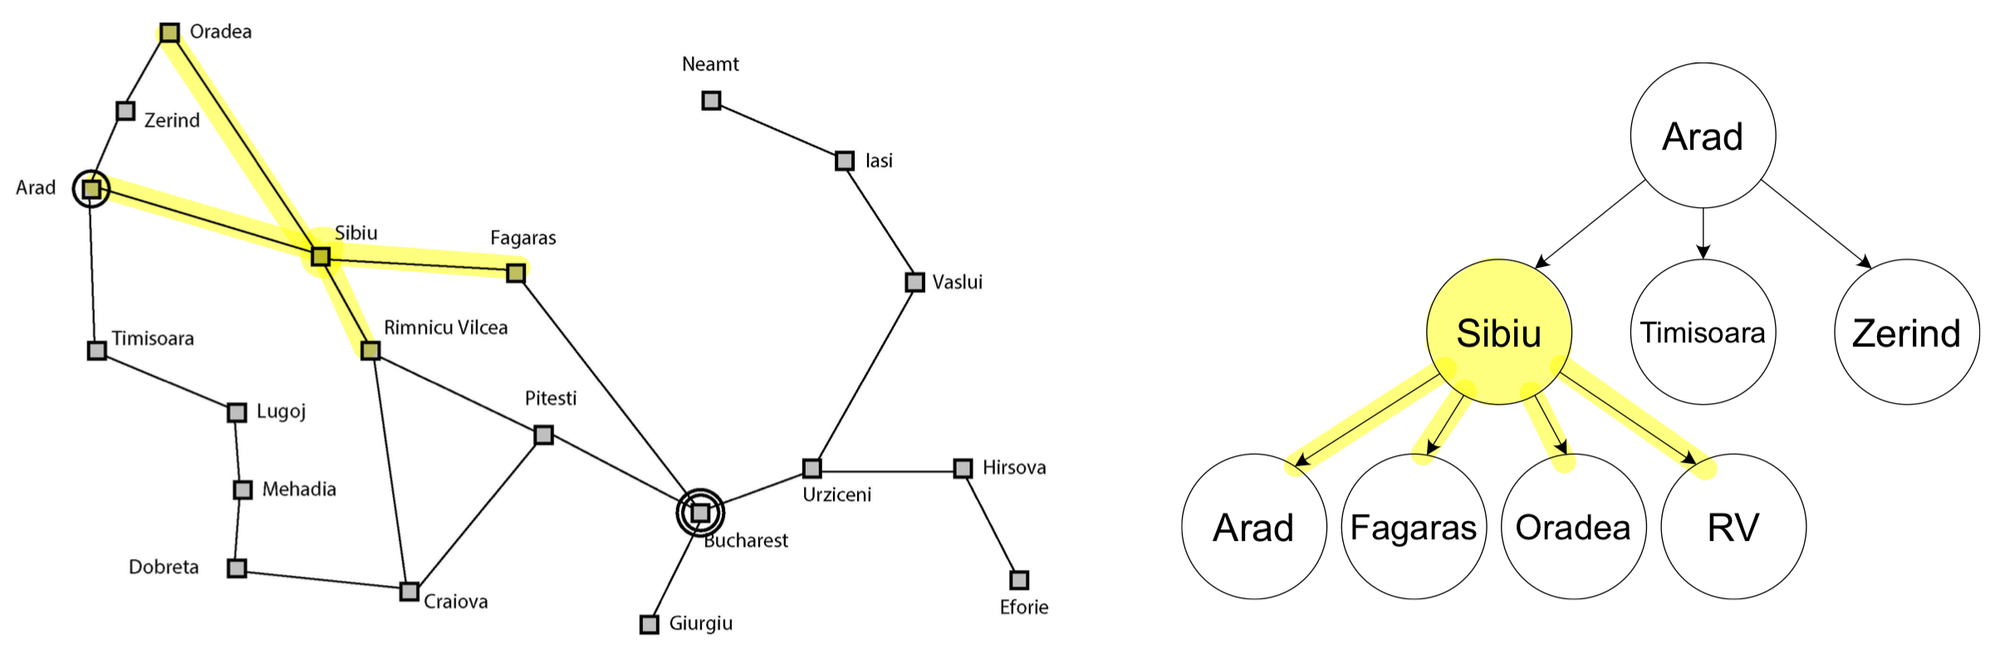 Oradea
Neamt
Zerind
Iasi
Arad
Sibiu
Fagaras
Vaslui
Rimnicu Vilcea
Timisoara
Pitesti
Lugoj
Hirsova
Mehadia
Urziceni
Bucharest
Dobreta
Craiova
Eforie
Giurgiu
Arad
Sibiu
Timisoara
Zerind
Arad
Fagaras
Oradea
RV